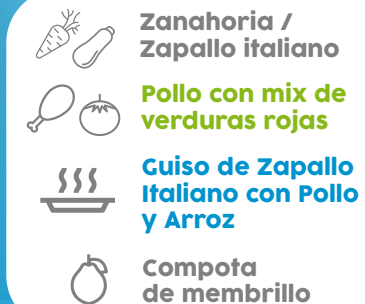 Zanahoria /
Zapallo italiano
Pollo con mix de
verduras rojas
Guiso de Zapallo
Italiano con Pollo
y Arroz
Compota
de membrillo